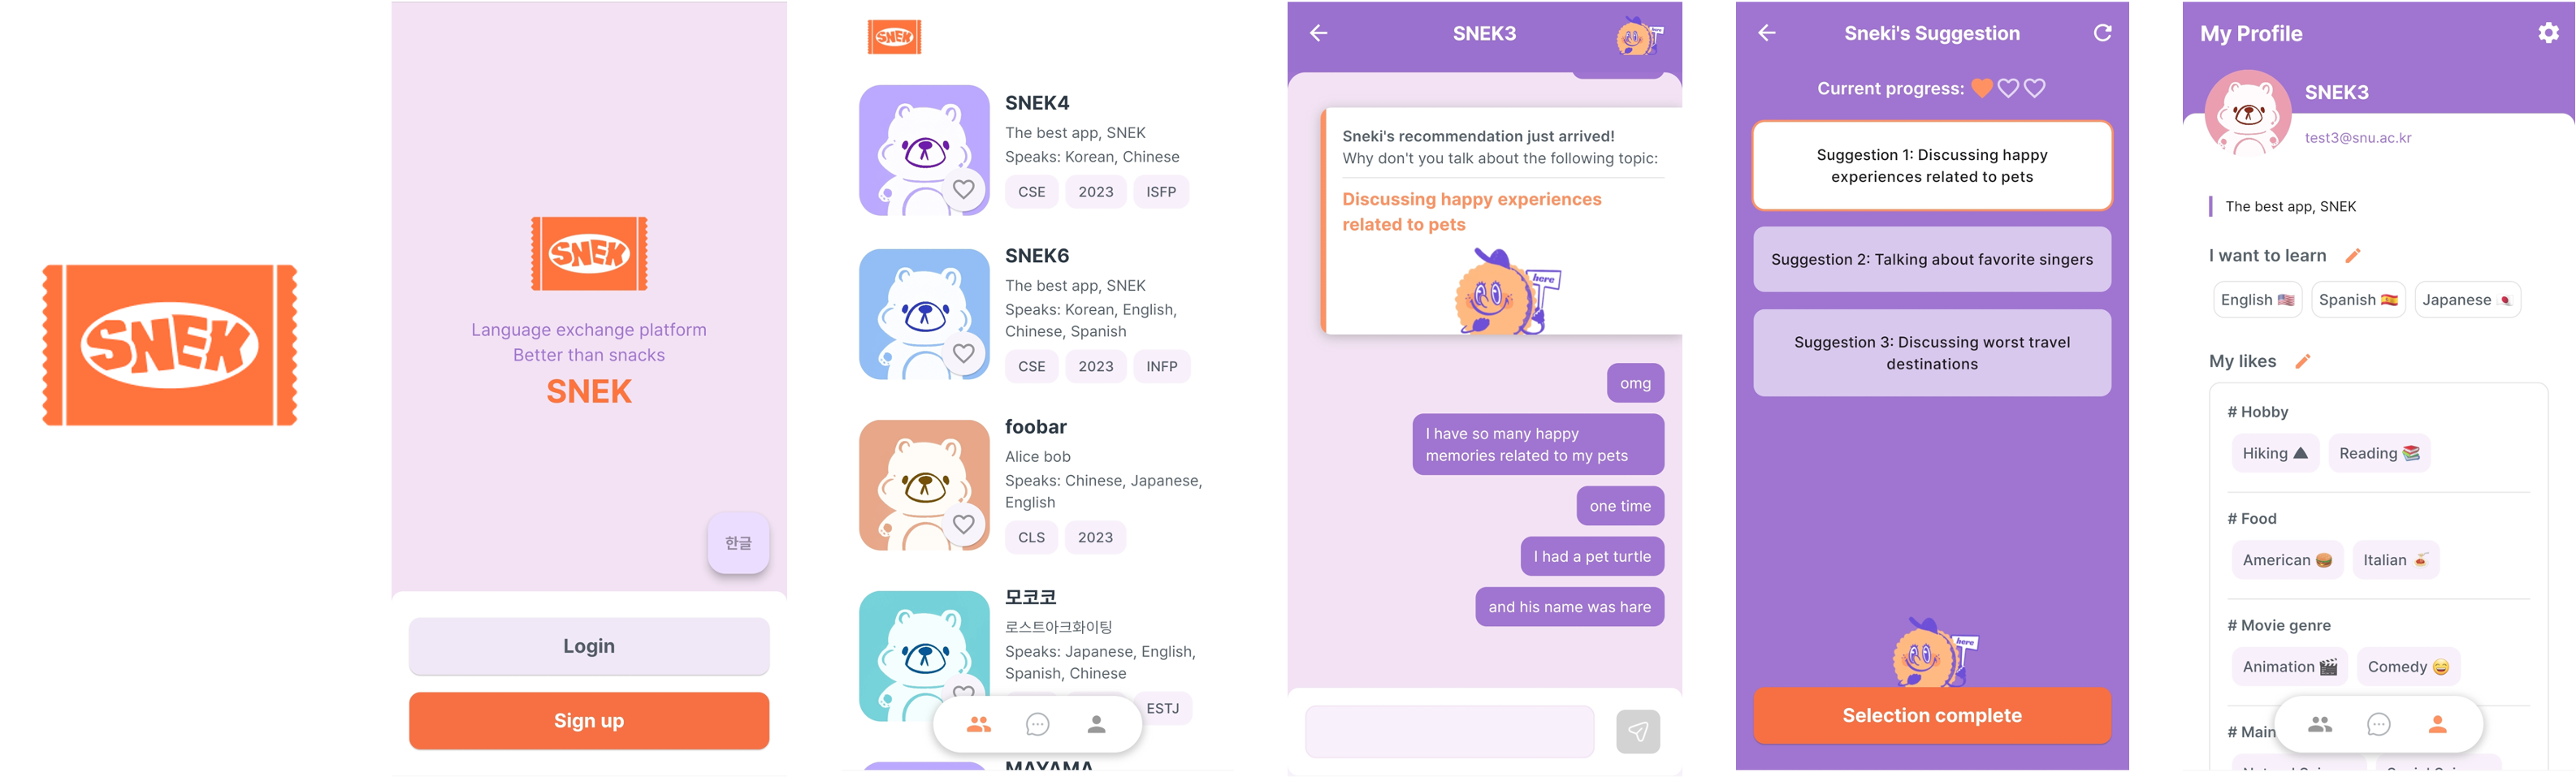 SNEK
SNEK
Language exchange platform
Better than snacks
SNEK
한글
Login
Sign up
SNEK
SNEK4
The best app, SNEK
Speaks: Korean, Chinese
CSE 2023 ISFP
SNEK6
The best app, SNEK
Speaks: Korean, English,
Chinese, Spanish
CSE 2023 INFP
foobar
Alice bob
Speaks: Chinese, Japanese,
English
CLS 2023
모코코
로스트아크화이팅
Speaks: Japanese, English,
Spanish, Chinese
ESTJ
MAYAMA
SNEK3
Sneki's recommendation just arrived!
Why don't you talk about the following topic:
Discussing happy experiences
related to pets
here
omg
I have so many happy
memories related to my pets
one time
I had a pet turtle
and his name was hare
Sneki's Suggestion
Current progress:
Suggestion 1: Discussing happy
experiences related to pets
Suggestion 2: Talking about favorite singers
Suggestion 3: Discussing worst travel
destinations
here
Selection complete
My Profile
SNEK3
test3@snu.ac.kr
The best app, SNEK
I want to learn
English 🇺🇸 Spanish 🇪🇸 Japanese 🇯🇵
My likes
# Hobby
Hiking Reading 📚
# Food
American 🍔 Italian 🍝
# Movie genre
Animation 🎬 Comedy 😄
# Main